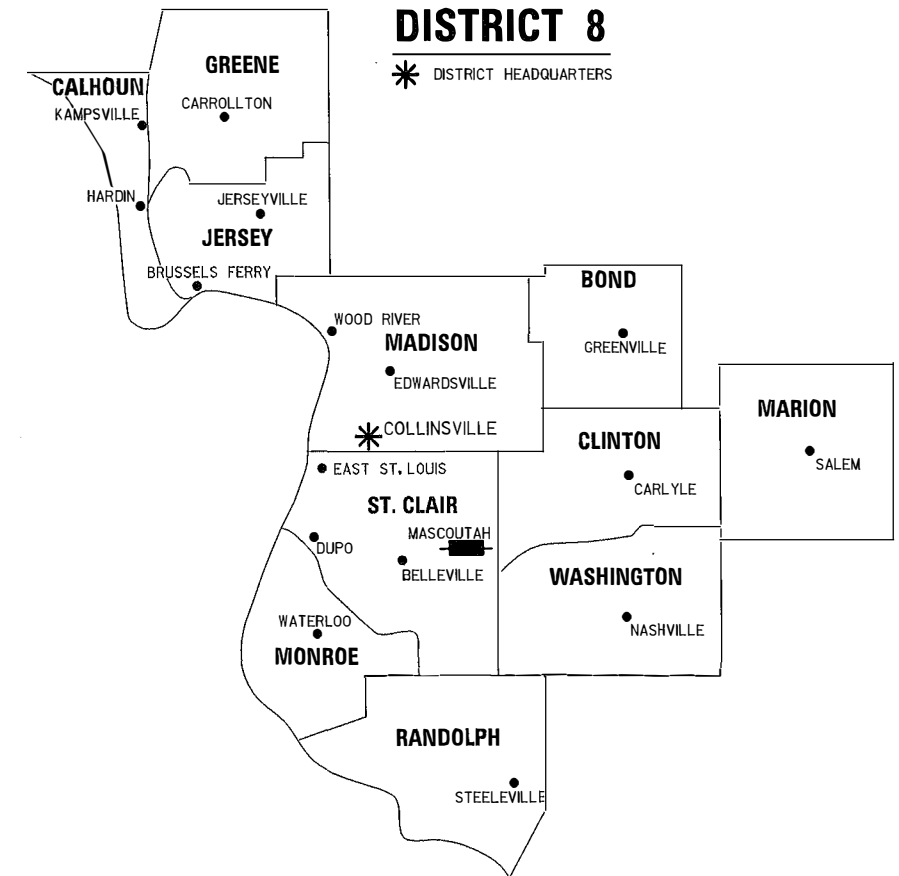 DISTRICT 8
DISTRICT HEADQUARTERS
GREENE
CALHOUN
CARROLLTON
KAMPSVILLE
HARDIN
JERSEYVILLE
JERSEY
BRUSSELS FERRY
BOND
WOOD RIVER
MADISON
GREENVILLE
EDWARDSVILLE
MARION
COLLINSVILLE
CLINTON
EAST ST. LOUIS
SALEM
CARLYLE
ST. CLAIR
MASCOUTAH
DUPO
BELLEVILLE
WASHINGTON
WATERLOO
NASHVILLE
MONROE
RANDOLPH
STEELEVILLE